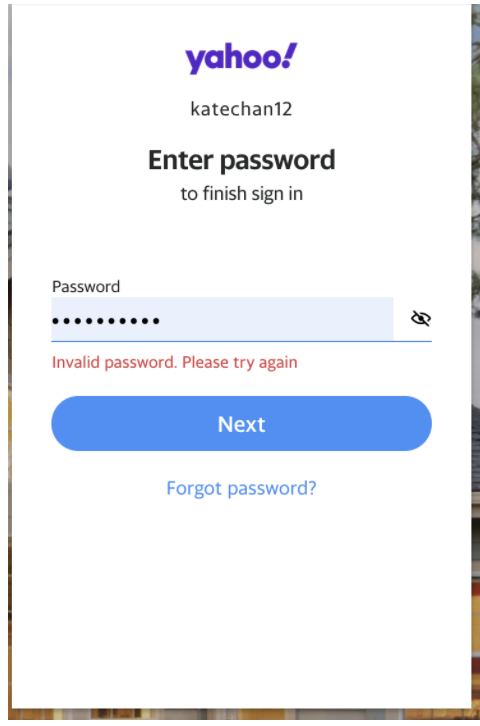 yahoo!
katechan12
Enter password
to finish sign in
Password
••••••••••
Invalid password. Please try again
Next
Forgot password?